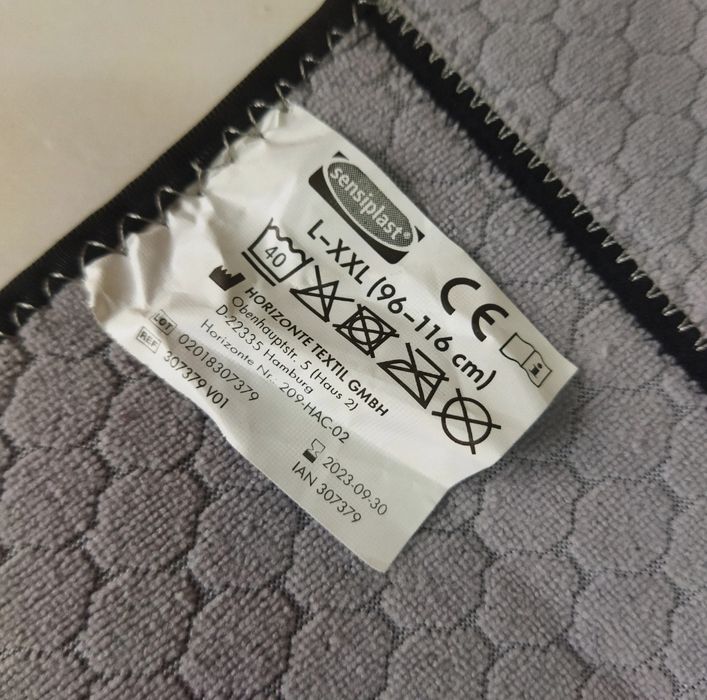 sensiplast®
L-XXL (96–116 cm)
CE
40
HORIZONTE TEXTIL GMBH
Obenhauptstr. 5 (Haus 2)
D-22335 Hamburg
Horizonte Nr.: 209-HAC-02
LOT 02018307379
REF 307379 V01
2023-09-30
IAN 307379